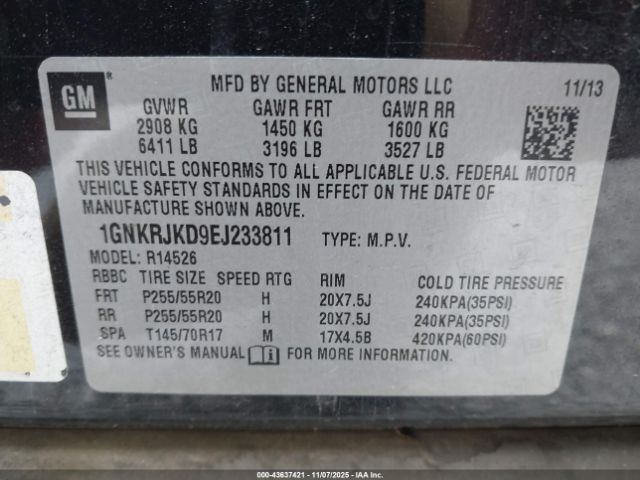 GM
MFD BY GENERAL MOTORS LLC 11/13
GVWR GAWR FRT GAWR RR
2908 KG 1450 KG 1600 KG
6411 LB 3196 LB 3527 LB
THIS VEHICLE CONFORMS TO ALL APPLICABLE U.S. FEDERAL MOTOR
VEHICLE SAFETY STANDARDS IN EFFECT ON THE DATE OF
MANUFACTURE SHOWN ABOVE.
1GNKRJKD9EJ233811 TYPE: M.P.V.
MODEL: R14526
RBBC TIRE SIZE SPEED RTG RIM COLD TIRE PRESSURE
FRT P255/55R20 H 20X7.5J 240KPA(35PSI)
RR P255/55R20 H 20X7.5J 240KPA(35PSI)
SPA T145/70R17 M 17X4.5B 420KPA(60PSI)
SEE OWNER'S MANUAL FOR MORE INFORMATION.
000-43637421 - 11/07/2025 - IAAI.CA